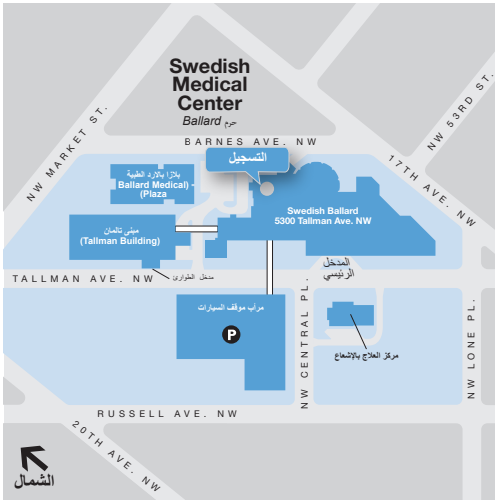 Swedish
Medical
Center
Ballard حرم
BARNES AVE. NW
NW MARKET ST.
NW 53RD ST.
17TH AVE. NW
التسجيل
بلازا بالارد الطبية
Ballard Medical) -
(Plaza
Swedish Ballard
5300 Tallman Ave. NW
مبنى تالمان
(Tallman Building)
المدخل
الرئيسي
TALLMAN AVE. NW
مدخل الطوارئ
مرآب موقف السيارات
P
NW CENTRAL PL.
NW LONE PL.
مركز العلاج بالإشعاع
RUSSELL AVE. NW
20TH AVE. NW
الشمال